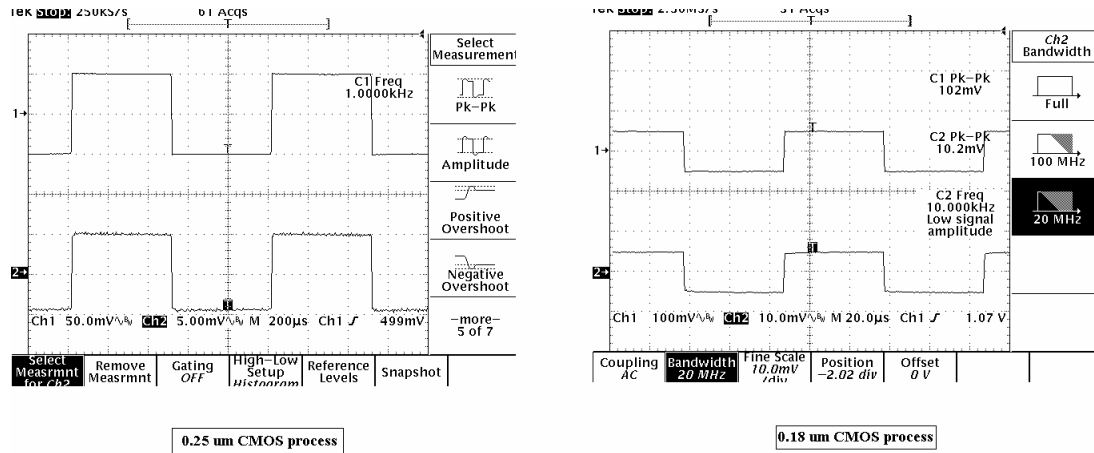 Tek Stop: 250kS/s 61 Acqs
Select
Measurement
C1 Freq
1.0000kHz
Pk-Pk
Amplitude
Positive
Overshoot
Negative
Overshoot
-more-
5 of 7
1
2
T
T
Ch1 50.0mV Ch2 5.00mV M 200µs Ch1 499mV
Select
Measrmnt
for Ch2
Remove
Measrmnt
Gating
OFF
High-Low
Setup
Histogram
Reference
Levels
Snapshot
0.25 um CMOS process
Tek Stop: 2.50MS/s 31 Acqs
Ch2
Bandwidth
C1 Pk-Pk
102mV
C2 Pk-Pk
10.2mV
C2 Freq
10.000kHz
Low signal
amplitude
Full
100 MHz
20 MHz
1
2
T
T
Ch1 100mV Ch2 10.0mV M 20.0µs Ch1 1.07 V
Coupling
AC
Bandwidth
20 MHz
Fine Scale
10.0mV
/div
Position
-2.02 div
Offset
0 V
0.18 um CMOS process